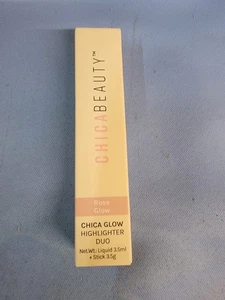 CHICABEAUTY™
Rose
Glow
CHICA GLOW
HIGHLIGHTER
DUO
Net.Wt: Liquid 3.5ml
+ Stick 3.5g